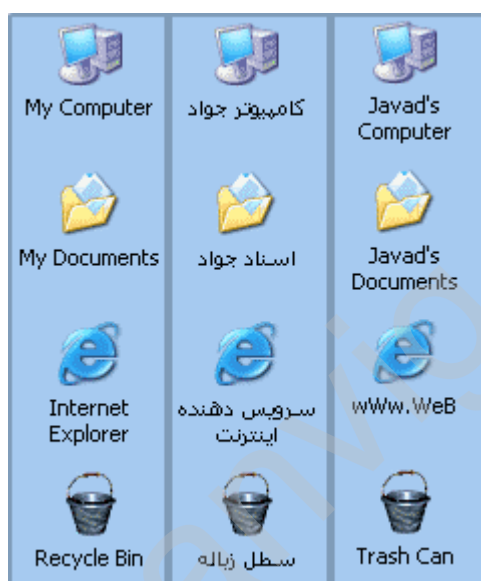 My Computer
کامپیوتر جواد
Javad's
Computer
My Documents
اسناد جواد
Javad's
Documents
Internet
Explorer
سرویس دهنده
اینترنت
wWw.WeB
Recycle Bin
سطل زباله
Trash Can